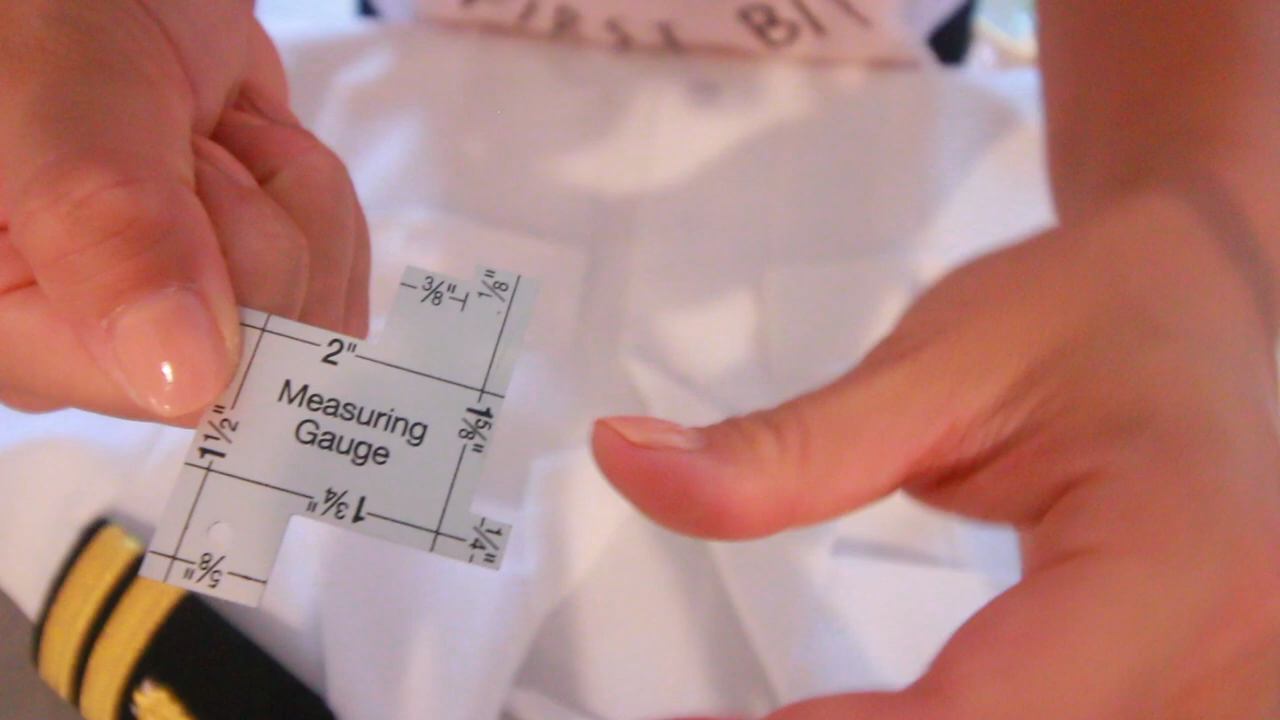 FIRST B/T
3/8"
1/8"
2"
Measuring
Gauge
1 1/2"
1 5/8"
1 3/4"
1/4"
5/8"